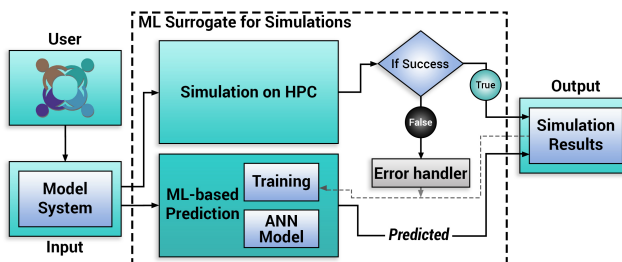 ML Surrogate for Simulations
User
Simulation on HPC
If Success
True
False
Output
Simulation
Results
Error handler
Model
System
Input
ML-based
Prediction
Training
ANN
Model
Predicted